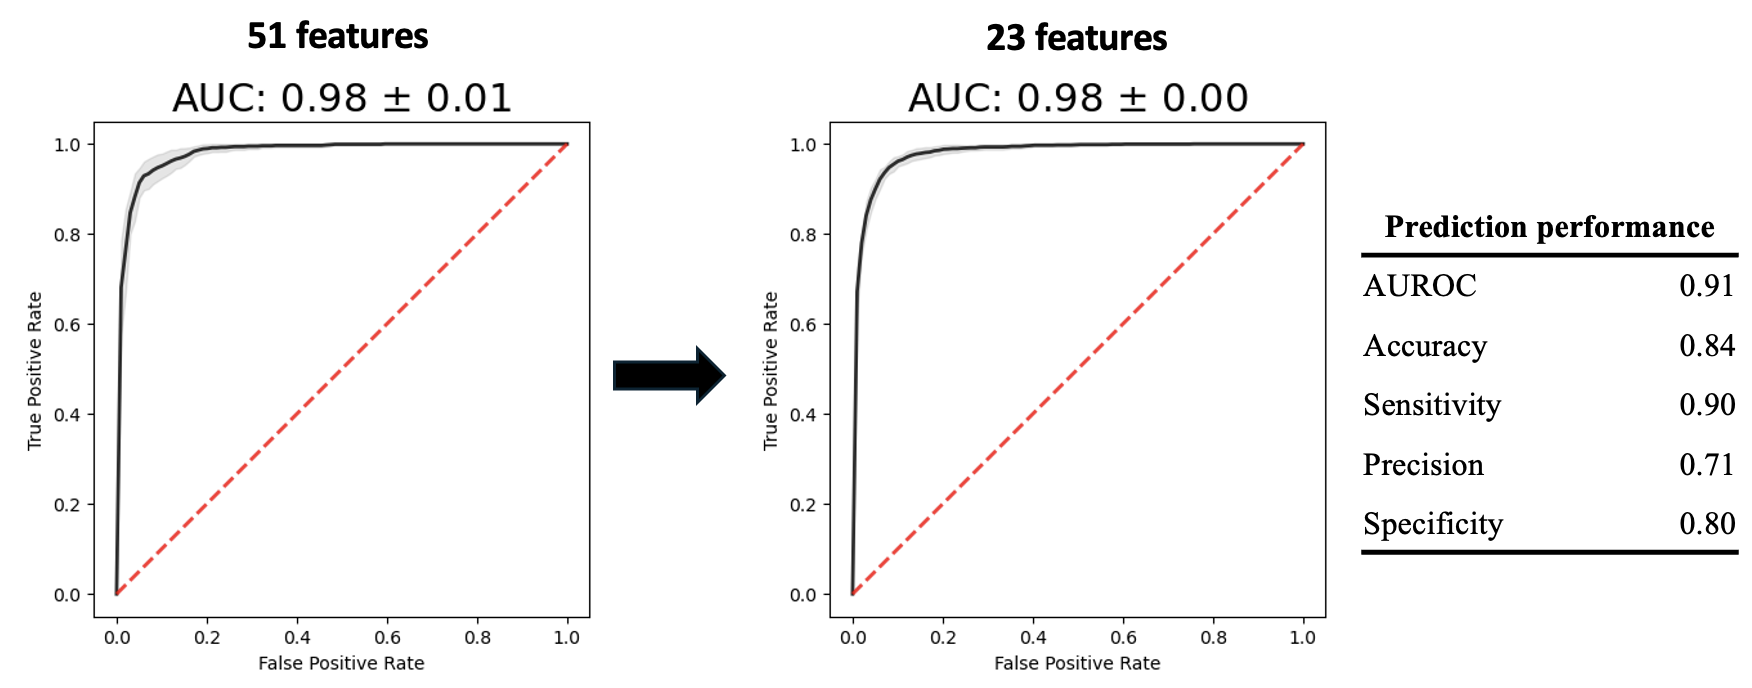 51 features
AUC: 0.98 ± 0.01
1.0
0.8
0.6
0.4
0.2
0.0
True Positive Rate
0.0 0.2 0.4 0.6 0.8 1.0
False Positive Rate
23 features
AUC: 0.98 ± 0.00
1.0
0.8
0.6
0.4
0.2
0.0
True Positive Rate
0.0 0.2 0.4 0.6 0.8 1.0
False Positive Rate
Prediction performance
AUROC 0.91
Accuracy 0.84
Sensitivity 0.90
Precision 0.71
Specificity 0.80